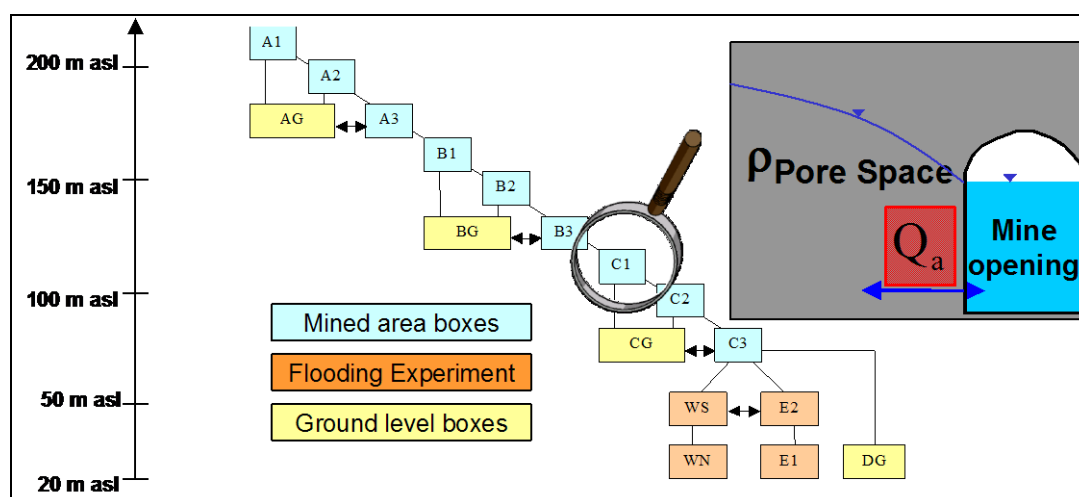 200 m asl
150 m asl
100 m asl
50 m asl
20 m asl
A1
A2
AG
A3
B1
B2
BG
B3
C1
C2
CG
C3
WS
E2
WN
E1
DG
Mined area boxes
Flooding Experiment
Ground level boxes
ρPore Space
Qa
Mine
opening